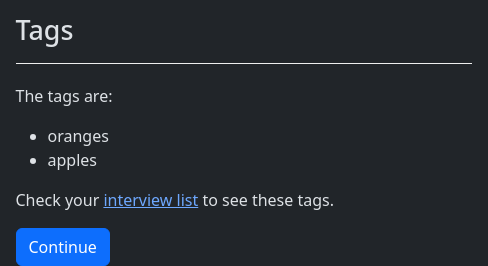 Tags
The tags are:
oranges
apples
Check your interview list to see these tags.
Continue